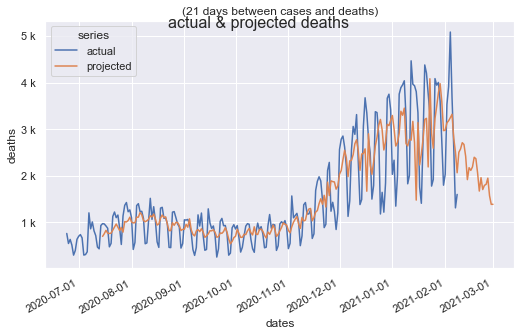 (21 days between cases and deaths)
actual & projected deaths
series
actual
projected
5 k
4 k
3 k
2 k
1 k
deaths
2020-07-01
2020-08-01
2020-09-01
2020-10-01
2020-11-01
2020-12-01
2021-01-01
2021-02-01
2021-03-01
dates